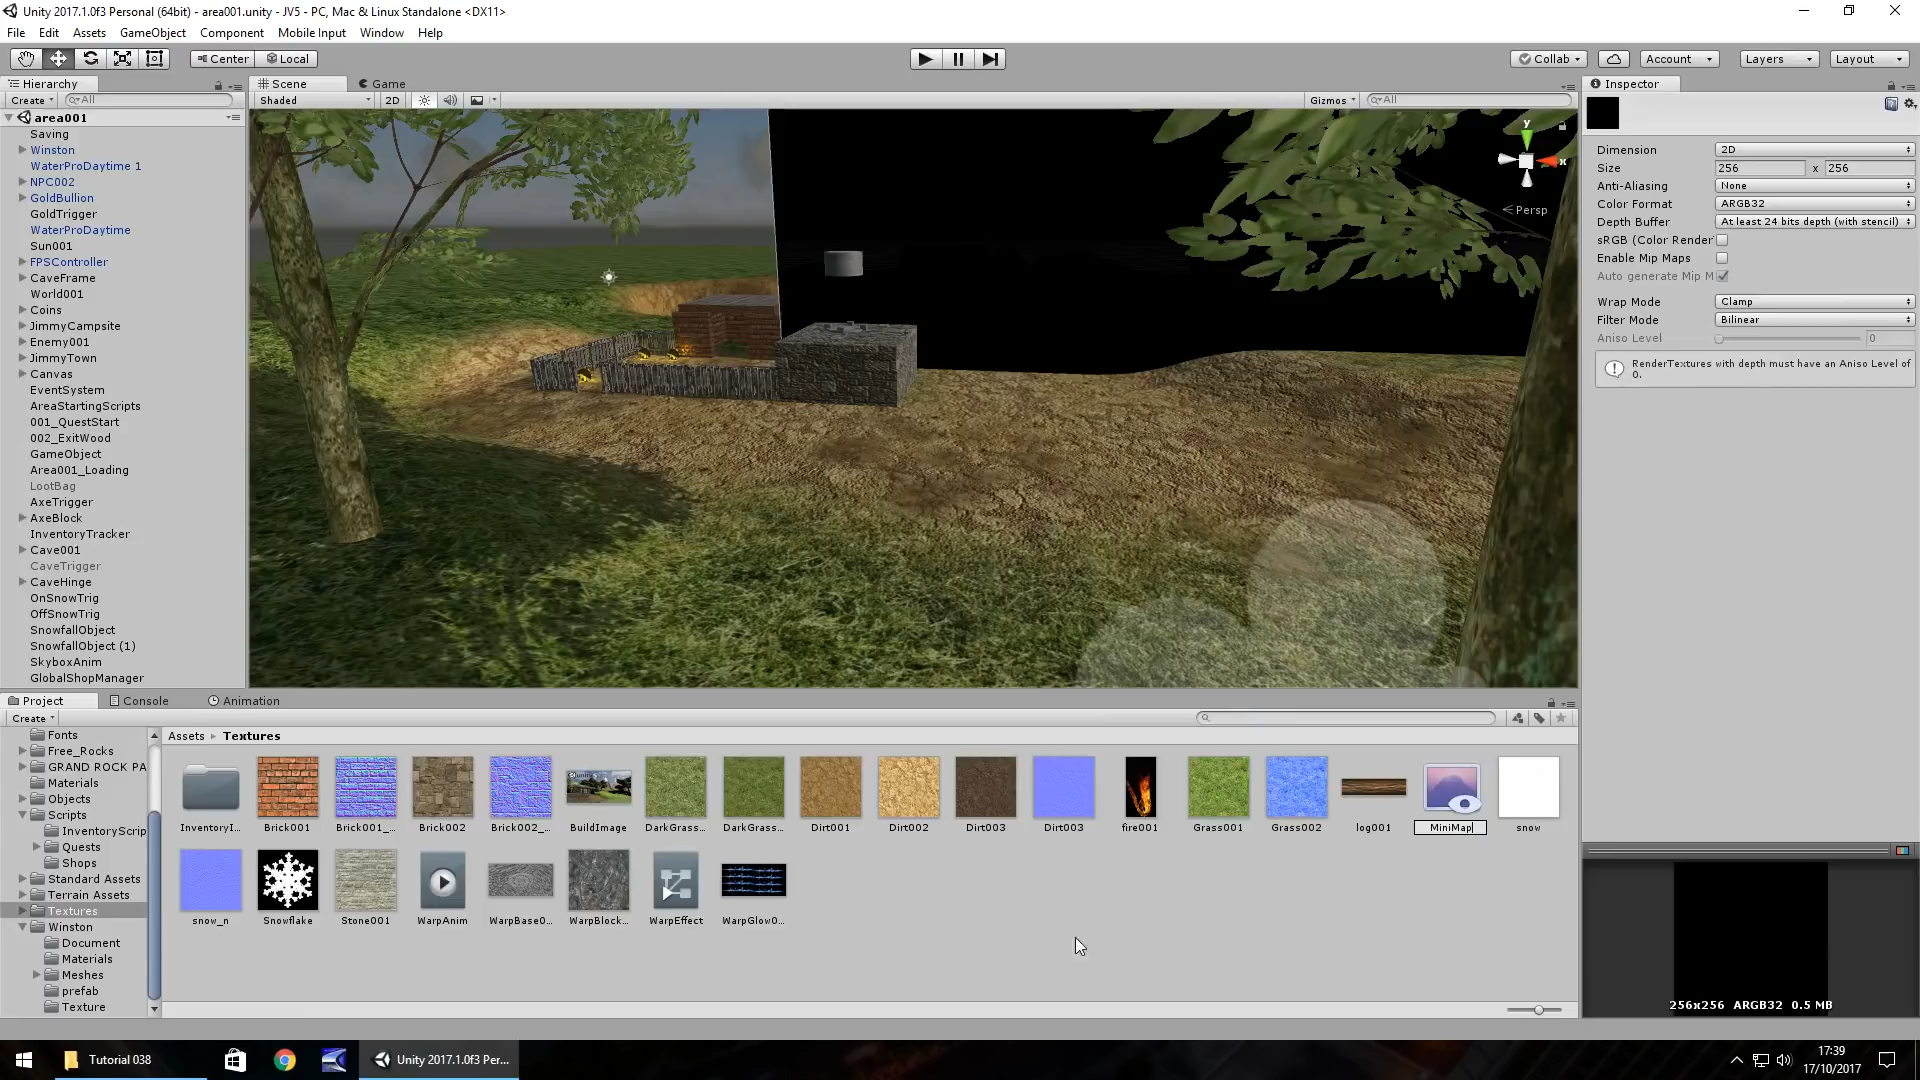 Unity 2017.1.0f3 Personal (64bit) - area001.unity - JV5 - PC, Mac & Linux Standalone <DX11>
File Edit Assets GameObject Component Mobile Input Window Help
Center Local Collab Account Layers Layout
Hierarchy
Create All
area001
Saving
Winston
WaterProDaytime 1
NPC002
GoldBullion
GoldTrigger
WaterProDaytime
Sun001
FPSController
CaveFrame
World001
Coins
JimmyCampsite
Enemy001
JimmyTown
Canvas
EventSystem
AreaStartingScripts
001_QuestStart
002_ExitWood
GameObject
Area001_Loading
LootBag
AxeTrigger
AxeBlock
InventoryTracker
Cave001
CaveTrigger
CaveHinge
OnSnowTrig
OffSnowTrig
SnowfallObject
SnowfallObject (1)
SkyboxAnim
GlobalShopManager
Scene Game
Shaded 2D Gizmos All
y
x
Persp
Inspector
Dimension 2D
Size 256 x 256
Anti-Aliasing None
Color Format ARGB32
Depth Buffer At least 24 bits depth (with stencil)
sRGB (Color Render
Enable Mip Maps
Auto generate Mip M
Wrap Mode Clamp
Filter Mode Bilinear
Aniso Level 0
RenderTextures with depth must have an Aniso Level of
0.
256x256 ARGB32 0.5 MB
Project Console Animation
Create
Fonts
Free_Rocks
GRAND ROCK PA
Materials
Objects
Scripts
InventoryScrip
Quests
Shops
Standard Assets
Terrain Assets
Textures
Winston
Document
Materials
Meshes
prefab
Texture
Assets Textures
InventoryI... Brick001 Brick001_... Brick002 Brick002_... BuildImage DarkGrass... DarkGrass... Dirt001 Dirt002 Dirt003 Dirt003 fire001 Grass001 Grass002 log001 MiniMap snow
snow_n Snowflake Stone001 WarpAnim WarpBase0... WarpBlock... WarpEffect WarpGlow0...
Tutorial 038 Unity 2017.1.0f3 Per...
17:39
17/10/2017